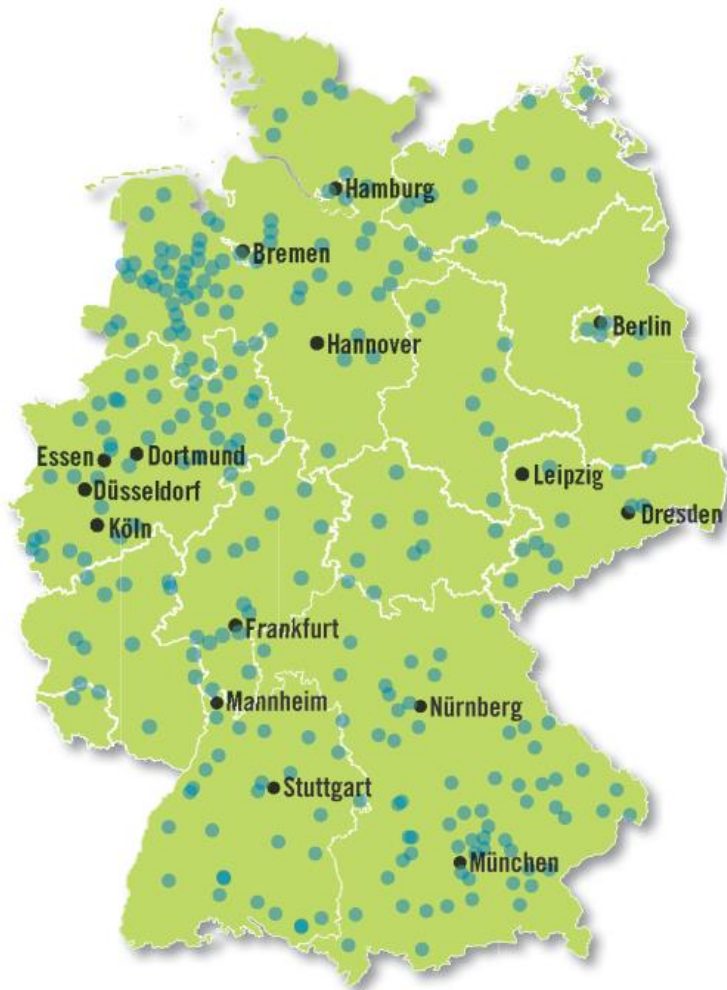 Hamburg
Bremen
Berlin
Hannover
Essen
Dortmund
Leipzig
Düsseldorf
Dresden
Köln
Frankfurt
Mannheim
Nürnberg
Stuttgart
München